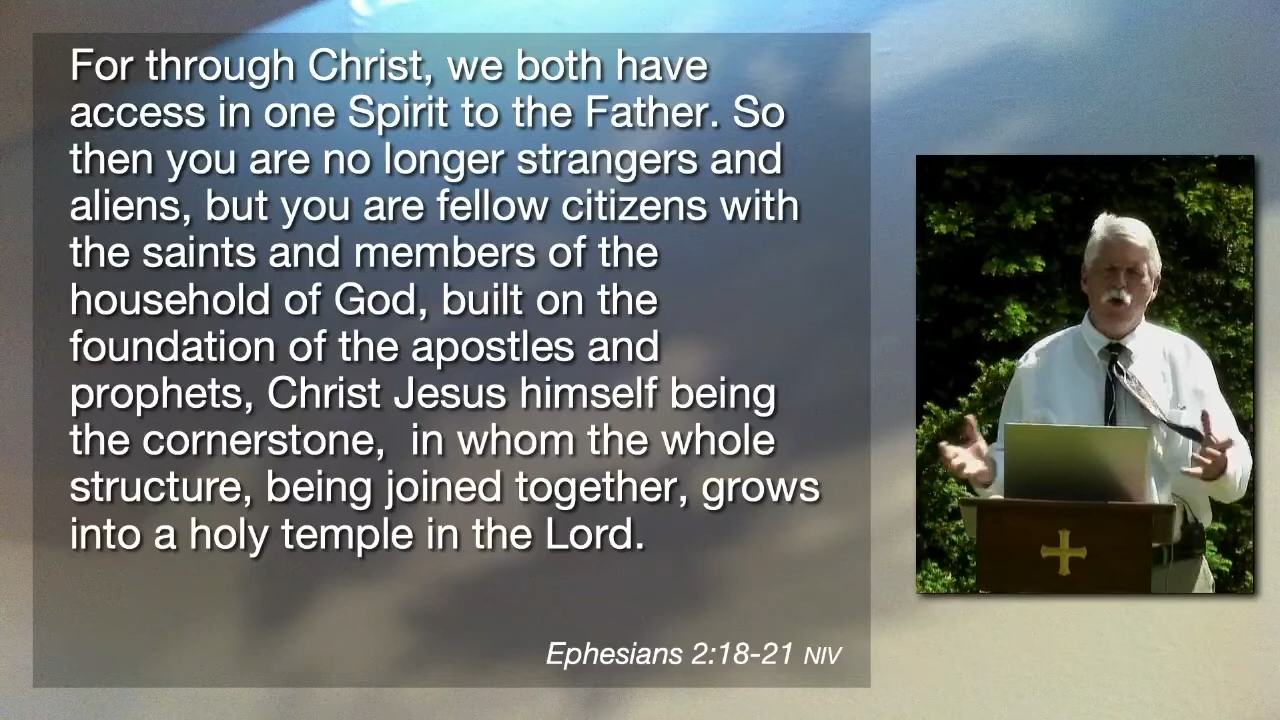 For through Christ, we both have
access in one Spirit to the Father. So
then you are no longer strangers and
aliens, but you are fellow citizens with
the saints and members of the
household of God, built on the
foundation of the apostles and
prophets, Christ Jesus himself being
the cornerstone,  in whom the whole
structure, being joined together, grows
into a holy temple in the Lord.
Ephesians 2:18-21 NIV